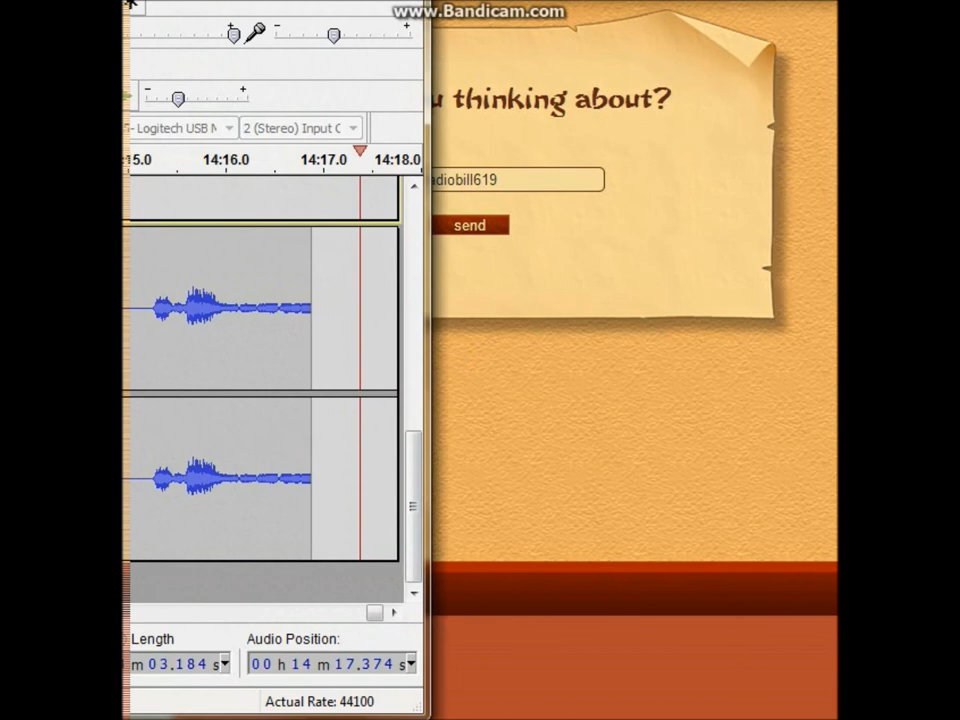 www.Bandicam.com
u thinking about?
- Logitech USB
2 (Stereo) Input C
15.0 14:16.0 14:17.0 14:18.0
diobill619
send
Length
Audio Position:
m 03.184 s
00 h 14 m 17.374 s
Actual Rate: 44100